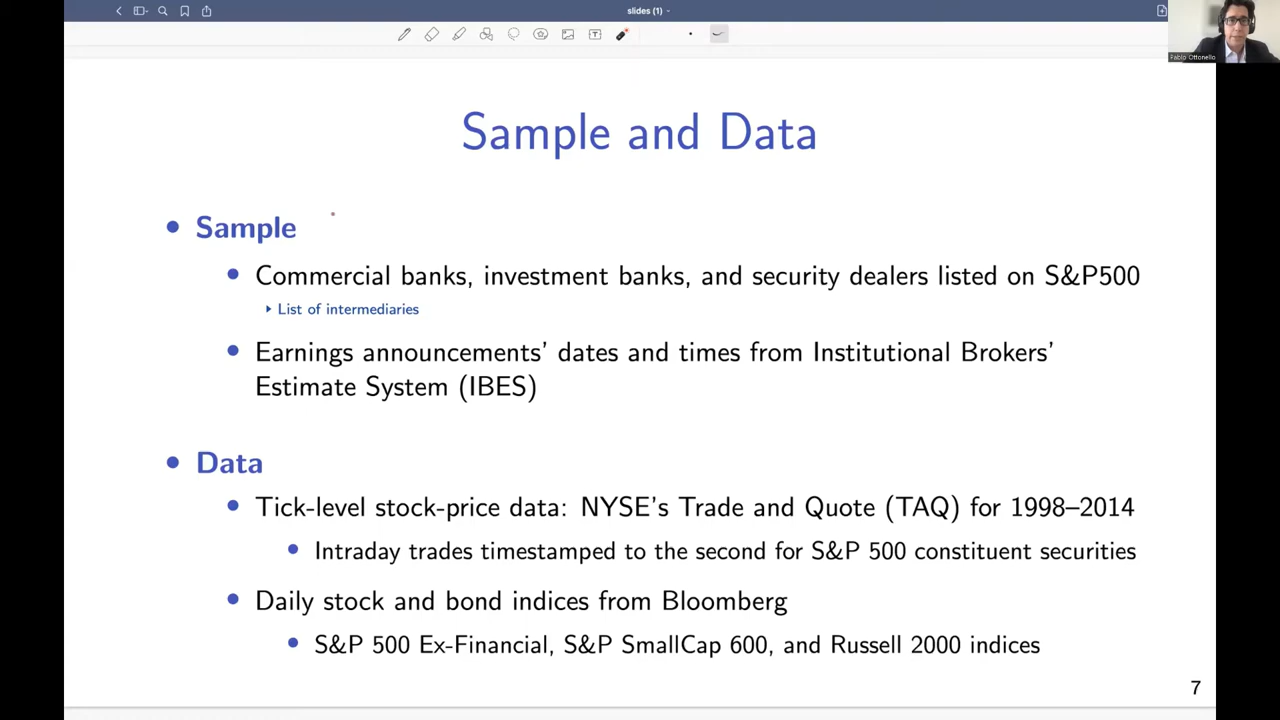 slides (1)
Fabio Ottonello
Sample and Data
• Sample
• Commercial banks, investment banks, and security dealers listed on S&P500
List of intermediaries
• Earnings announcements’ dates and times from Institutional Brokers’
Estimate System (IBES)
• Data
• Tick-level stock-price data: NYSE’s Trade and Quote (TAQ) for 1998–2014
• Intraday trades timestamped to the second for S&P 500 constituent securities
• Daily stock and bond indices from Bloomberg
• S&P 500 Ex-Financial, S&P SmallCap 600, and Russell 2000 indices
7